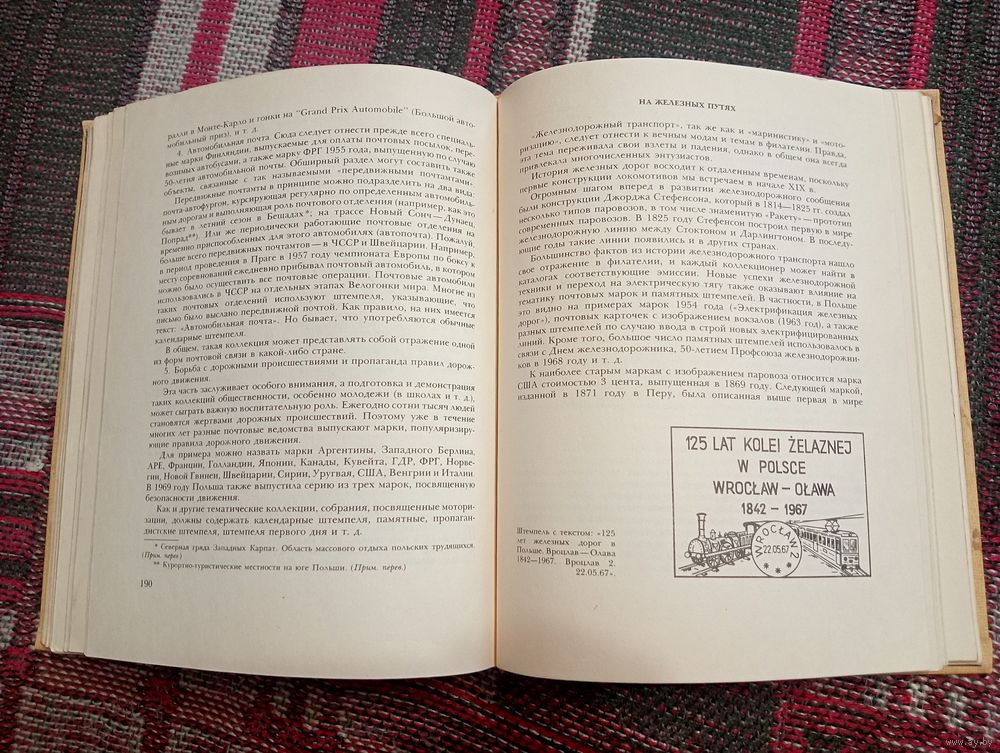 ралли в Монте-Карло и гонки на "Grand Prix Automobile" (Большой авто-
мобильный приз), и т. д.
4. Автомобильная почта. Сюда следует отнести прежде всего специаль-
ные марки Финляндии, выпускаемые для оплаты почтовых посылок, пере-
возимых автобусами, а также марку ФРГ 1955 года, выпущенную по случаю
50-летия автомобильной почты. Обширный раздел могут составить также
объекты, связанные с так называемыми «передвижными почтамтами».
Передвижные почтамты в принципе можно подразделить на два вида:
почта-автофургон, курсирующая регулярно по определенным автомобиль-
ным дорогам и выполняющая роль почтового отделения (например, как это
бывает в летний сезон в Бещадах*; на трассе Новый Сонч — Дунаец,
Попрад**). Или же периодически работающие почтовые отделения на
временно приспособленных для этого автомобилях (автопочта). Пожалуй,
больше всего передвижных почтамтов — в ЧССР и Швейцарии. Например,
в период проведения в Праге в 1957 году чемпионата Европы по боксу к
месту соревнований ежедневно прибывал почтовый автомобиль, в котором
можно было осуществить все почтовые операции. Почтовые автомобили
использовались в ЧССР на отдельных этапах Велогонки мира. Многие из
таких почтовых отделений используют штемпеля, указывающие, что
письмо было выслано передвижной почтой. Как правило, на них имеется
текст: «Автомобильная почта». Но бывает, что употребляются обычные
календарные штемпеля.
В общем, такая коллекция может представлять собой отражение одной
из форм почтовой связи в какой-либо стране.
5. Борьба с дорожными происшествиями и пропаганда правил дорож-
ного движения.
Эта часть заслуживает особого внимания, а подготовка и демонстрация
таких коллекций общественности, особенно молодежи (в школах и т. д.),
может сыграть важную воспитательную роль. Ежегодно сотни тысяч людей
становятся жертвами дорожных происшествий. Поэтому уже в течение
многих лет разные почтовые ведомства выпускают марки, популяризиру-
ющие правила дорожного движения.
Для примера можно назвать марки Аргентины, Западного Берлина,
АРЕ, Франции, Голландии, Японии, Канады, Кувейта, ГДР, ФРГ, Норве-
гии, Новой Гвинеи, Швейцарии, Сирии, Уругвая, США, Венгрии и Италии.
В 1969 году Польша также выпустила серию из трех марок, посвященную
безопасности движения.
Как и другие тематические коллекции, собрания, посвященные мотори-
зации, должны содержать календарные штемпеля, памятные, пропаган-
дистские штемпеля, штемпеля первого дня и т. д.
* Северная гряда Западных Карпат. Область массового отдыха польских трудящихся.
(Прим. перев.)
** Курортно-туристические местности на юге Польши. (Прим. перев.)
190
НА ЖЕЛЕЗНЫХ ПУТЯХ
«Железнодорожный транспорт», так же как и «маринистику» и «мото-
ризацию», следует отнести к вечным модам и темам в филателии. Правда,
эта тема переживала свои взлеты и падения, однако в общем она всегда
привлекала многочисленных энтузиастов.
История железных дорог восходит к отдаленным временам, поскольку
первые конструкции локомотивов мы встречаем в начале XIX в.
Огромным шагом вперед в развитии железнодорожного сообщения
были конструкции Джорджа Стефенсона, который в 1814—1825 гг. создал
несколько типов паровозов, в том числе знаменитую «Ракету» — прототип
современных паровозов. В 1825 году Стефенсон построил первую в мире
железнодорожную линию между Стоктоном и Дарлингтоном. В последу-
ющие годы такие линии появились и в других странах.
Большинство фактов из истории железнодорожного транспорта нашло
свое отражение в филателии, и каждый коллекционер может найти в
каталогах соответствующие эмиссии. Новые успехи железнодорожной
техники и переход на электрическую тягу также оказывают влияние на
тематику почтовых марок и памятных штемпелей. В частности, в Польше
это видно на примерах марок 1954 года («Электрификация железных
дорог»), почтовых карточек с изображением вокзалов (1963 год), а также
разных штемпелей по случаю ввода в строй новых электрифицированных
линий. Кроме того, большое число памятных штемпелей использовалось в
связи с Днем железнодорожника, 50-летием Профсоюза железнодорожни-
ков в 1968 году и т. д.
К наиболее старым маркам с изображением паровоза относится марка
США стоимостью 3 цента, выпущенная в 1869 году. Следующей маркой,
изданной в 1871 году в Перу, была описанная выше первая в мире
125 LAT KOLEI ŻELAZNEJ
W POLSCE
WROCŁAW — OŁAWA
1842 — 1967
WROCŁAW 2
22.05.67
Штемпель с текстом: «125
лет железных дорог в
Польше. Вроцлав — Олава
1842—1967. Вроцлав 2.
22.05.67».
www.ay.by